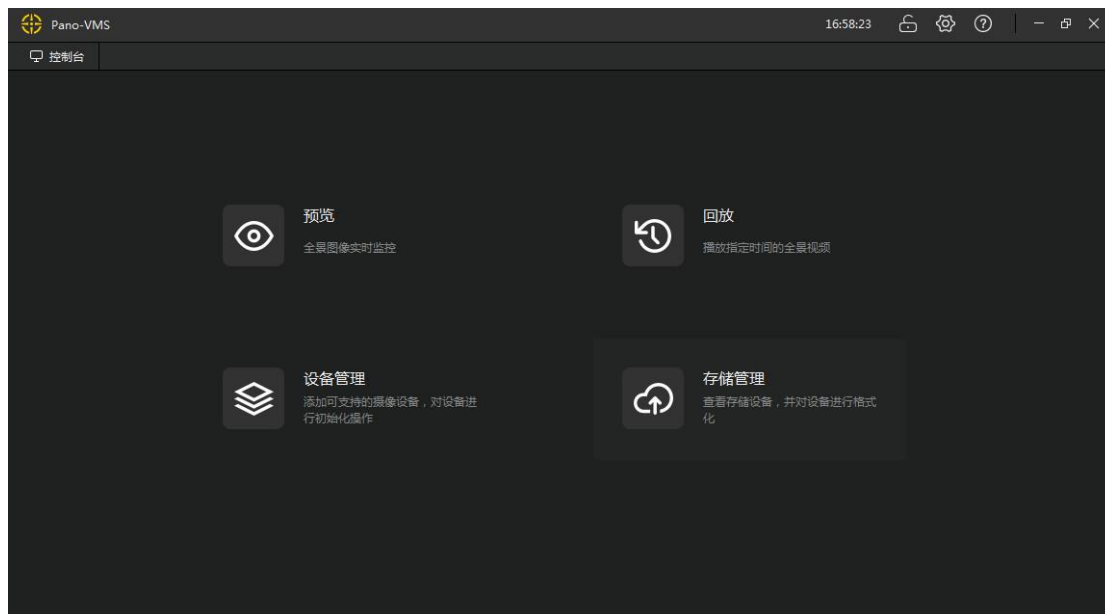 Pano-VMS
16:58:23
控制台
预览
全景图像实时监控
回放
播放指定时间的全景视频
设备管理
添加可支持的摄像设备，对设备进
行初始化操作
存储管理
查看存储设备，并对设备进行格式
化